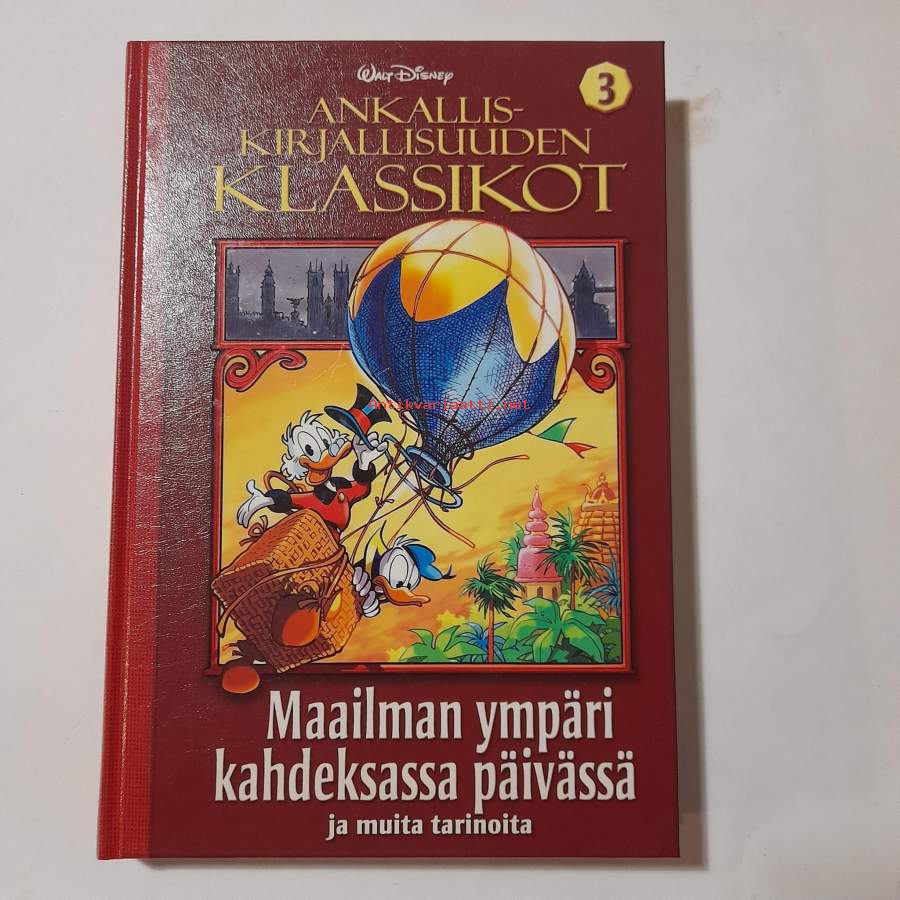 WALT DISNEY
3
ANKALLIS-
KIRJALLISUUDEN
KLASSIKOT
Antikvariaatti.net
Maailman ympäri
kahdeksassa päivässä
ja muita tarinoita